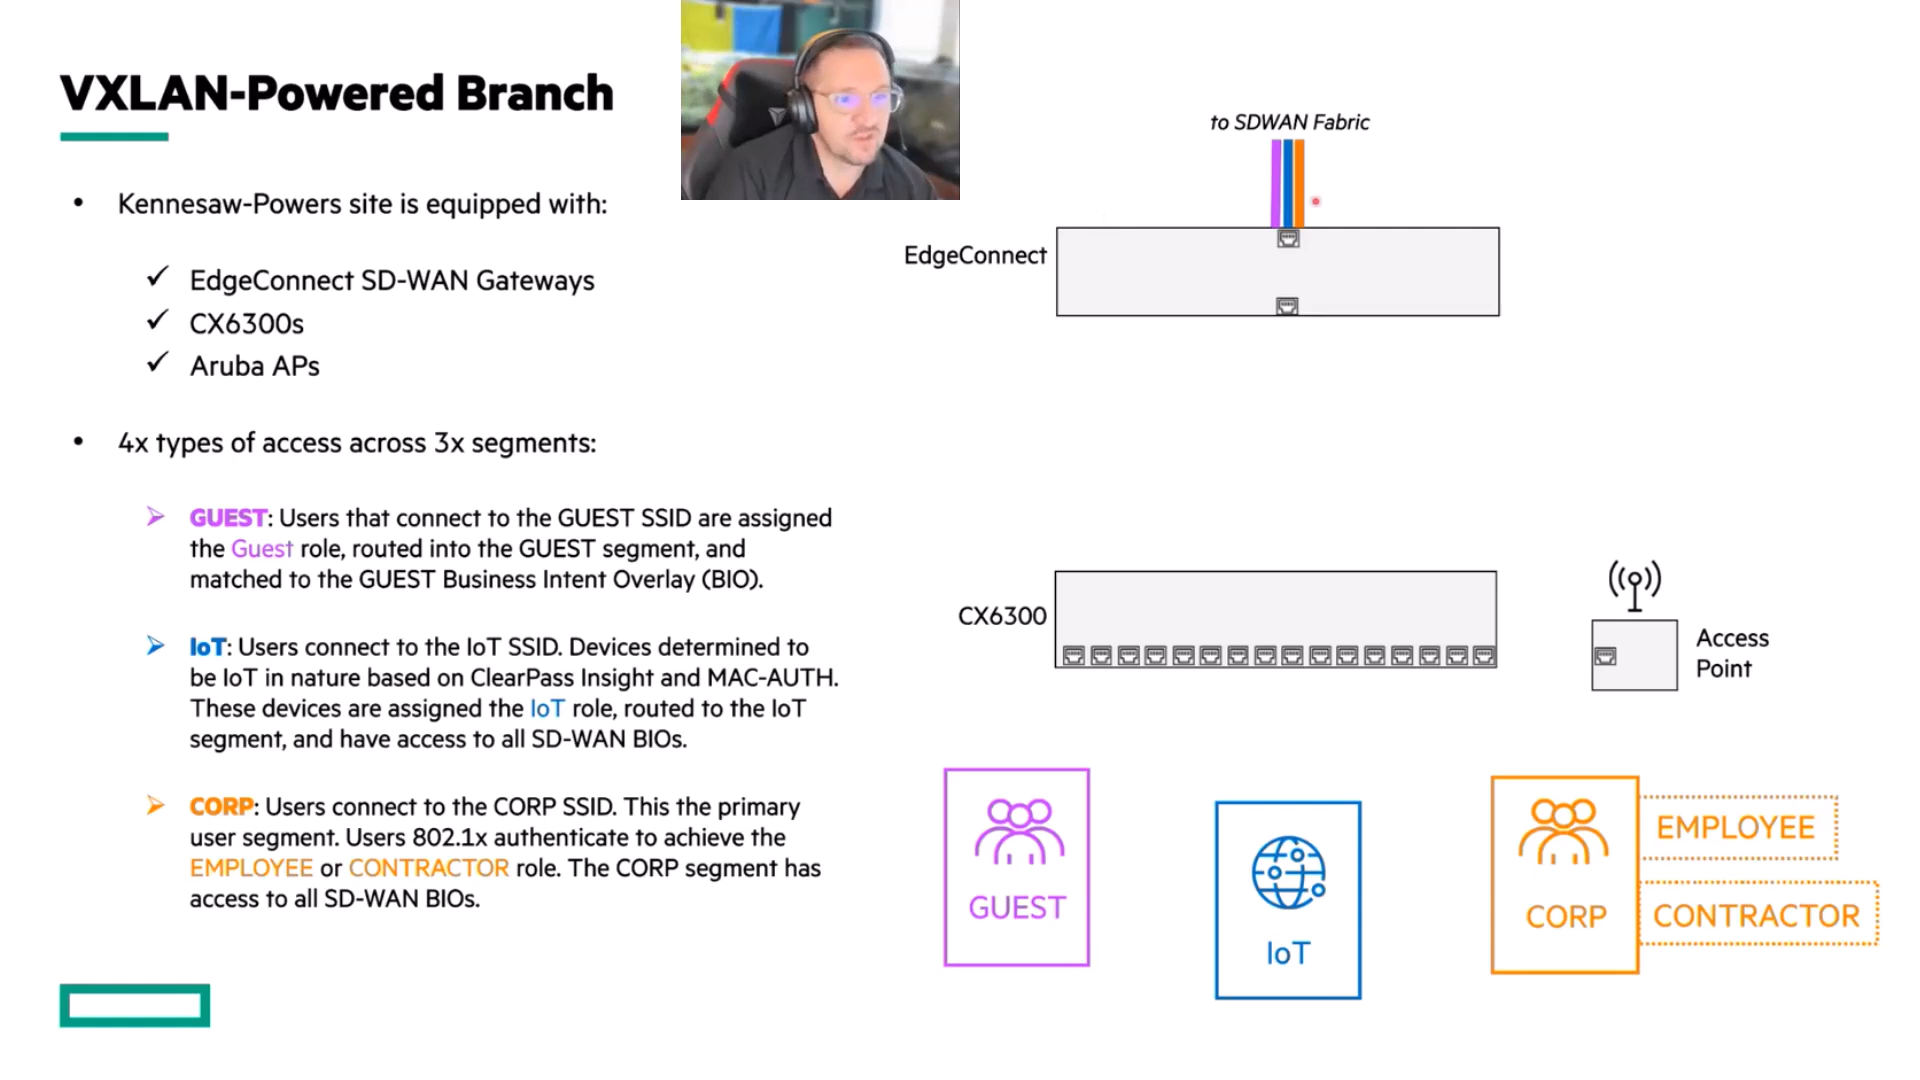 VXLAN-Powered Branch
• Kennesaw-Powers site is equipped with:
✓ EdgeConnect SD-WAN Gateways
✓ CX6300s
✓ Aruba APs
• 4x types of access across 3x segments:
➢ GUEST: Users that connect to the GUEST SSID are assigned
the Guest role, routed into the GUEST segment, and
matched to the GUEST Business Intent Overlay (BIO).
➢ IoT: Users connect to the IoT SSID. Devices determined to
be IoT in nature based on ClearPass Insight and MAC-AUTH.
These devices are assigned the IoT role, routed to the IoT
segment, and have access to all SD-WAN BIOs.
➢ CORP: Users connect to the CORP SSID. This the primary
user segment. Users 802.1x authenticate to achieve the
EMPLOYEE or CONTRACTOR role. The CORP segment has
access to all SD-WAN BIOs.
to SDWAN Fabric
EdgeConnect
CX6300
Access
Point
GUEST
IoT
CORP
EMPLOYEE
CONTRACTOR